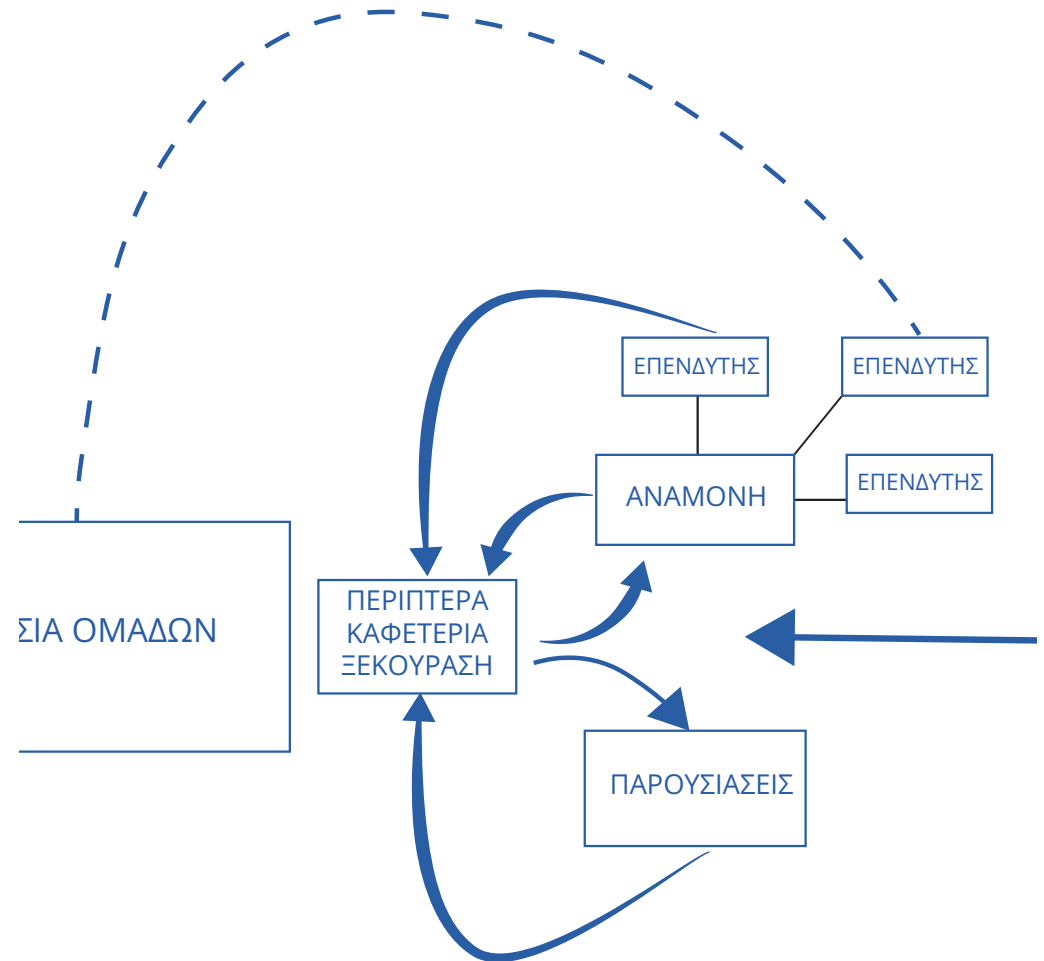 ΕΠΕΝΔΥΤΗΣ
ΕΠΕΝΔΥΤΗΣ
ΑΝΑΜΟΝΗ
ΕΠΕΝΔΥΤΗΣ
ΣΙΑ ΟΜΑΔΩΝ
ΠΕΡΙΠΤΕΡΑ
ΚΑΦΕΤΕΡΙΑ
ΞΕΚΟΥΡΑΣΗ
ΠΑΡΟΥΣΙΑΣΕΙΣ